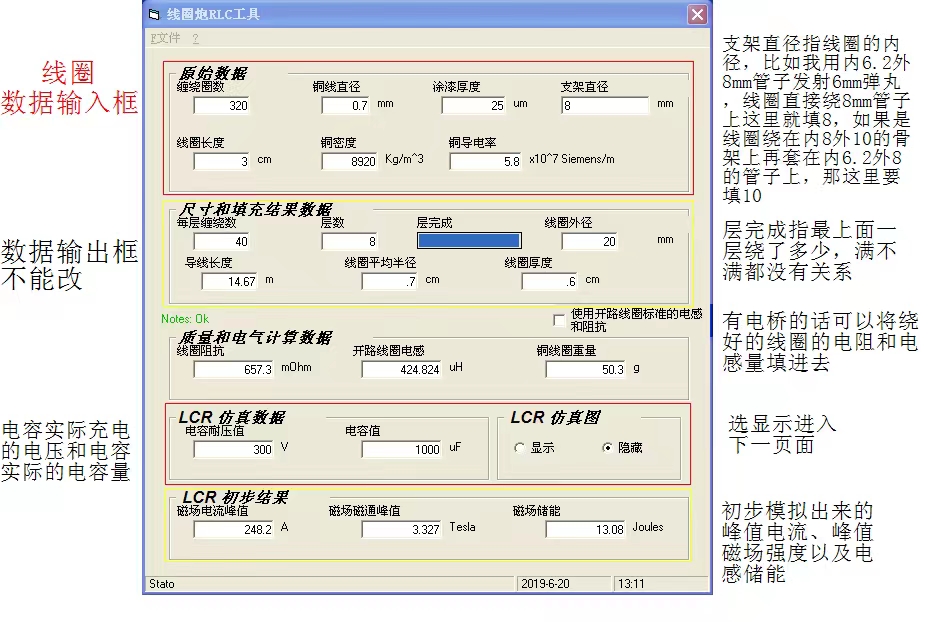 线圈炮RLC工具
F文件 ?
线圈
数据输入框
原始数据
缠绕圈数 铜线直径 涂漆厚度 支架直径
320 0.7 mm 25 um 8 mm
线圈长度 铜密度 铜导电率
3 cm 8920 Kg/m^3 5.8 x10^7 Siemens/m
支架直径指线圈的内
径，比如我用内6.2外
8mm管子发射6mm弹丸
，线圈直接绕8mm管子
上这里就填8，如果是
线圈绕在内8外10的骨
架上再套在内6.2外8
的管子上，那这里要
填10
数据输出框
不能改
尺寸和填充结果数据
每层缠绕数 层数 层完成 线圈外径
40 8 20 mm
导线长度 线圈平均半径 线圈厚度
14.67 m .7 cm .6 cm
层完成指最上面一
层绕了多少，满不
满都没有关系
Notes: Ok
使用开路线圈标准的电感
和阻抗
质量和电气计算数据
线圈阻抗 开路线圈电感 铜线圈重量
657.3 mOhm 424.824 uH 50.3 g
有电桥的话可以将绕
好的线圈的电阻和电
感量填进去
电容实际充电
的电压和电容
实际的电容量
LCR 仿真数据
电容耐压值 电容值
300 V 1000 uF
LCR 仿真图
显示 隐藏
选显示进入
下一页面
LCR 初步结果
磁场电流峰值 磁场磁通峰值 磁场储能
248.2 A 3.327 Tesla 13.08 Joules
初步模拟出来的
峰值电流、峰值
磁场强度以及电
感储能
Stato 2019-6-20 13:11